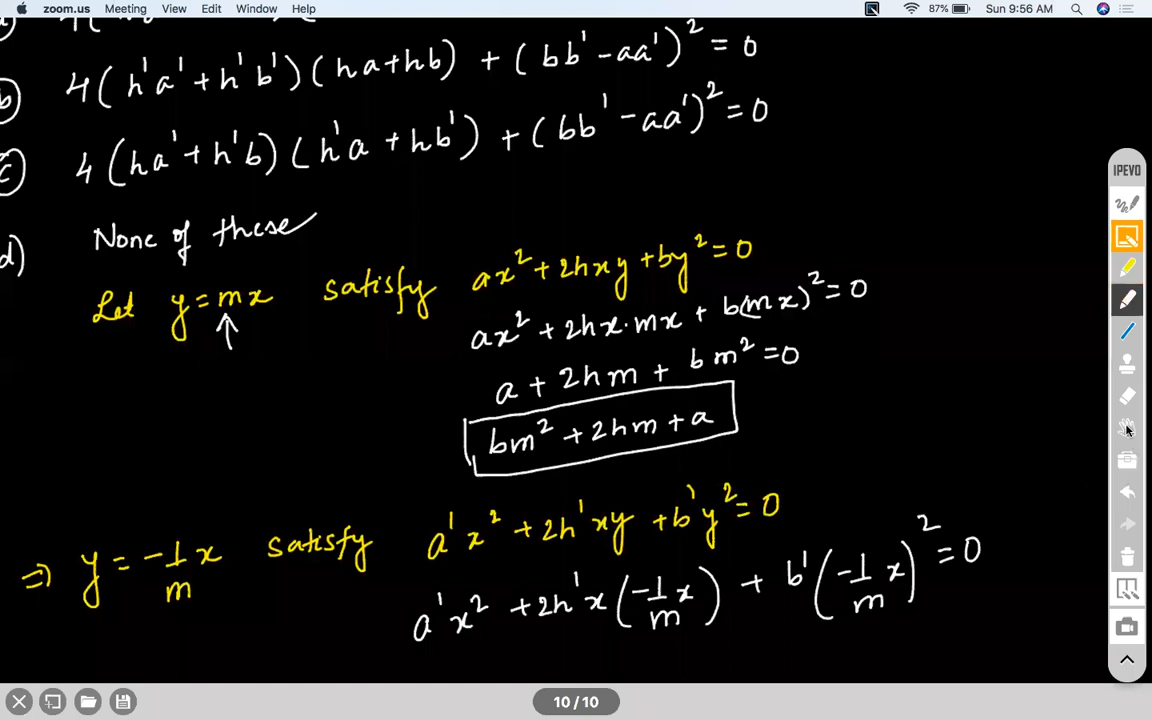 zoom.us Meeting View Edit Window Help 87% Sun 9:56 AM
b) 4(h'a' + h'b')(ha+hb) + (bb' - aa')² = 0
c) 4(ha' + h'b)(h'a + hb') + (bb' - aa')² = 0
d) None of these
Let y = mx satisfy ax² + 2hxy + by² = 0
ax² + 2hx·mx + b(mx)² = 0
a + 2hm + bm² = 0
bm² + 2hm + a
⇒ y = -1/m x satisfy a'x² + 2h'xy + b'y² = 0
a'x² + 2h'x(-1/m x) + b'(-1/m x)² = 0
IPEVO
10 / 10